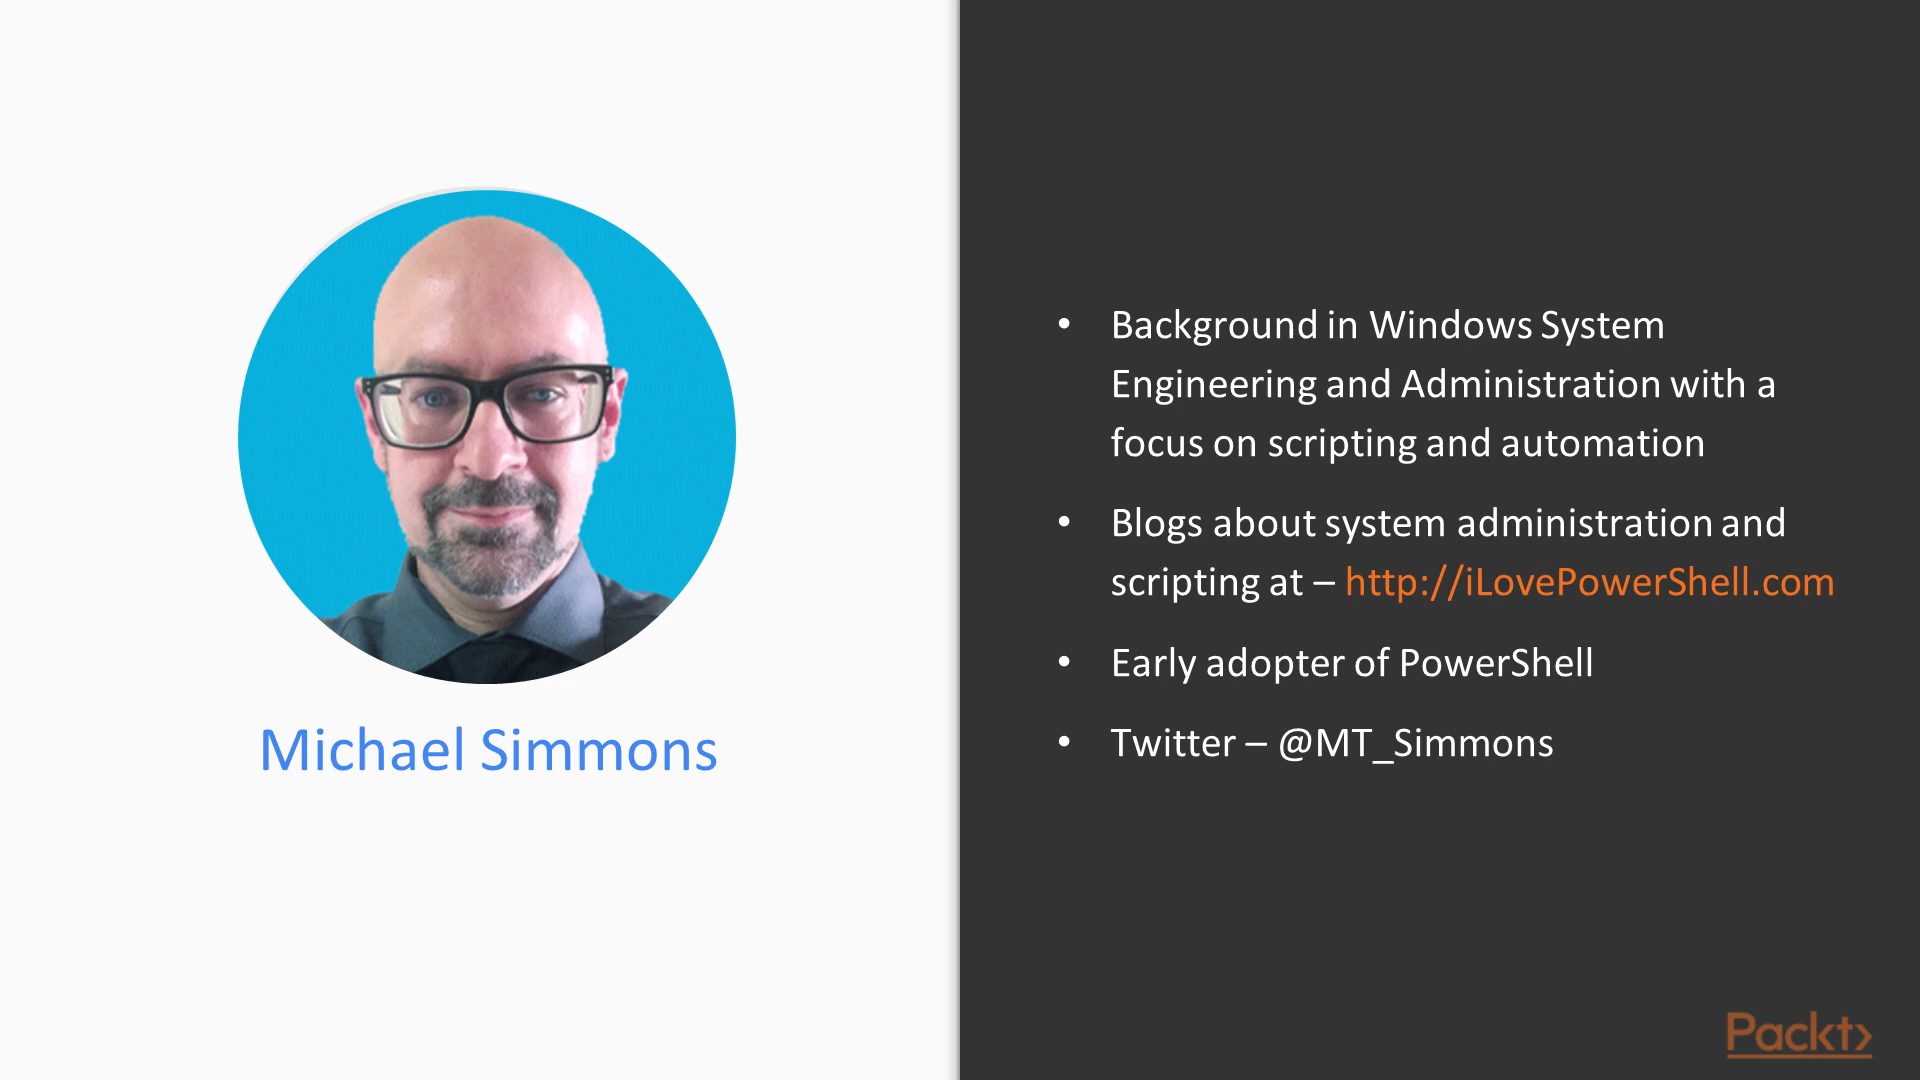 Michael Simmons
• Background in Windows System
Engineering and Administration with a
focus on scripting and automation
• Blogs about system administration and
scripting at – http://iLovePowerShell.com
• Early adopter of PowerShell
• Twitter – @MT_Simmons
Packt